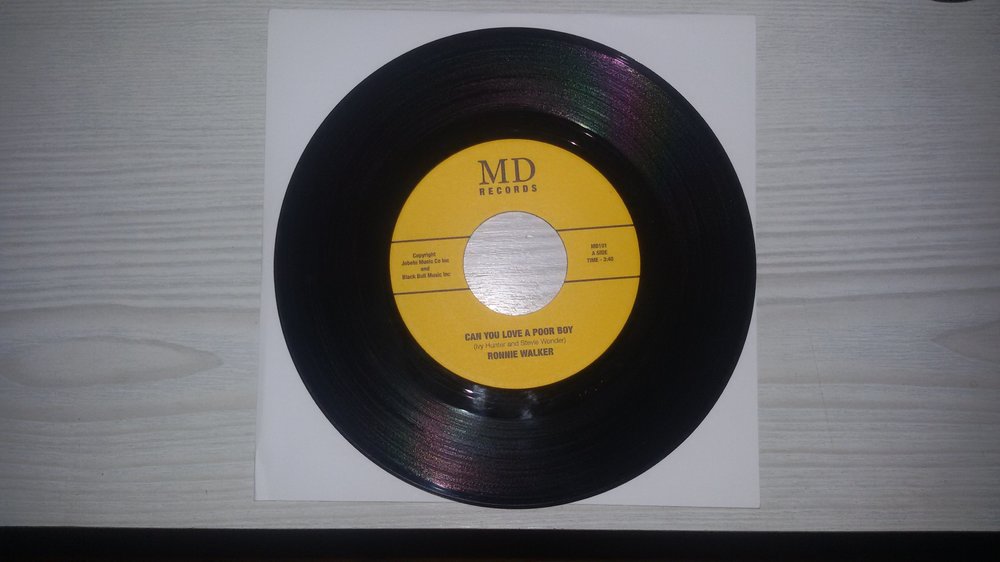 MD
RECORDS
Copyright
Jobete Music Co Inc
and
Black Bull Music Inc
MD101
A SIDE
TIME - 3:40
CAN YOU LOVE A POOR BOY
(Ivy Hunter and Stevie Wonder)
RONNIE WALKER